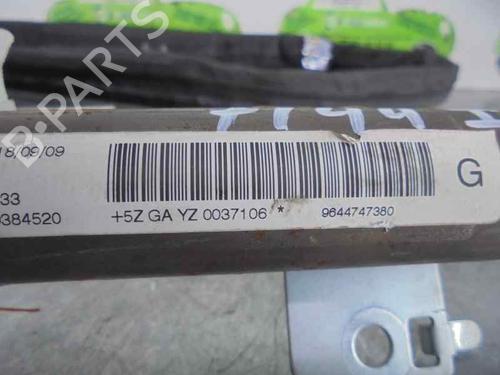 18/09/09
33
384520
+5Z GA YZ 0037106 *
9644747380
G
B-PARTS